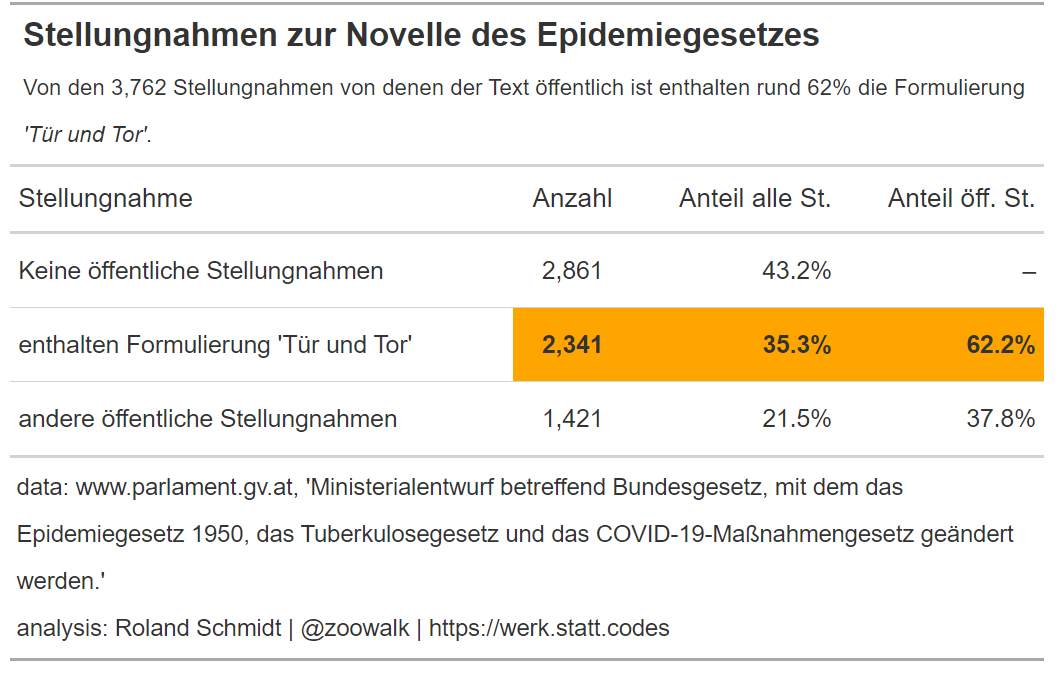 Stellungnahmen zur Novelle des Epidemiegesetzes
Von den 3,762 Stellungnahmen von denen der Text öffentlich ist enthalten rund 62% die Formulierung
'Tür und Tor'.
Stellungnahme Anzahl Anteil alle St. Anteil öff. St.
Keine öffentliche Stellungnahmen 2,861 43.2% –
enthalten Formulierung 'Tür und Tor' 2,341 35.3% 62.2%
andere öffentliche Stellungnahmen 1,421 21.5% 37.8%
data: www.parlament.gv.at, 'Ministerialentwurf betreffend Bundesgesetz, mit dem das
Epidemiegesetz 1950, das Tuberkulosegesetz und das COVID-19-Maßnahmengesetz geändert
werden.'
analysis: Roland Schmidt | @zoowalk | https://werk.statt.codes